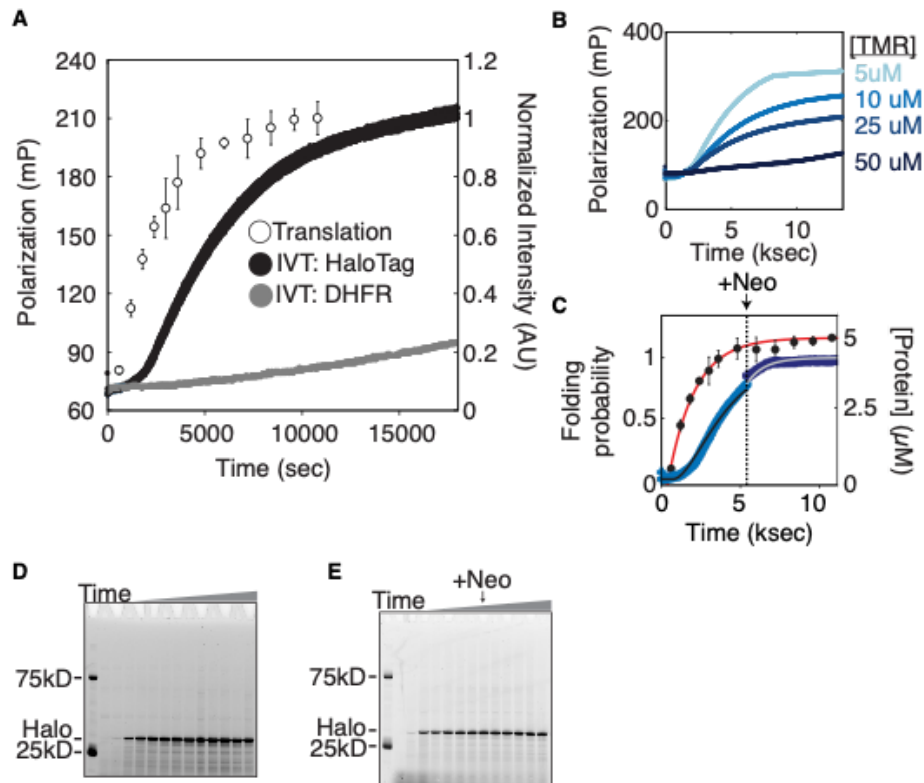 A
Polarization (mP)
240
210
180
150
120
90
60
1.2
1
0.8
0.6
0.4
0.2
0
Normalized Intensity (AU)
Translation
IVT: HaloTag
IVT: DHFR
0
5000
10000
15000
Time (sec)
B
Polarization (mP)
400
200
0
0
5
10
Time (ksec)
[TMR]
5uM
10 uM
25 uM
50 uM
C
+Neo
Folding
probability
1
0.5
0
5
2.5
0
[Protein] (µM)
0
5
10
Time (ksec)
D
Time
75kD
Halo
25kD
E
+Neo
Time
75kD
Halo
25kD